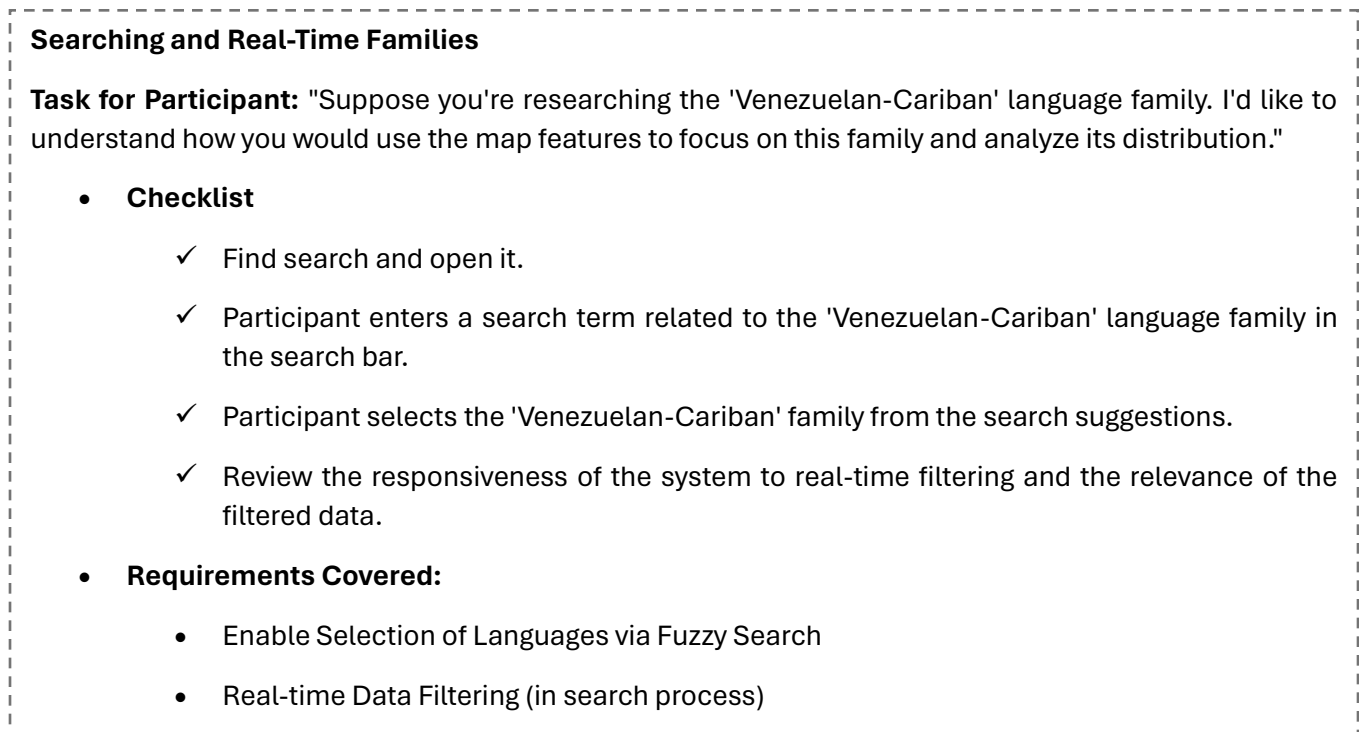 Searching and Real-Time Families
Task for Participant: "Suppose you're researching the 'Venezuelan-Cariban' language family. I'd like to
understand how you would use the map features to focus on this family and analyze its distribution."
• Checklist
✓ Find search and open it.
✓ Participant enters a search term related to the 'Venezuelan-Cariban' language family in
the search bar.
✓ Participant selects the 'Venezuelan-Cariban' family from the search suggestions.
✓ Review the responsiveness of the system to real-time filtering and the relevance of the
filtered data.
• Requirements Covered:
• Enable Selection of Languages via Fuzzy Search
• Real-time Data Filtering (in search process)